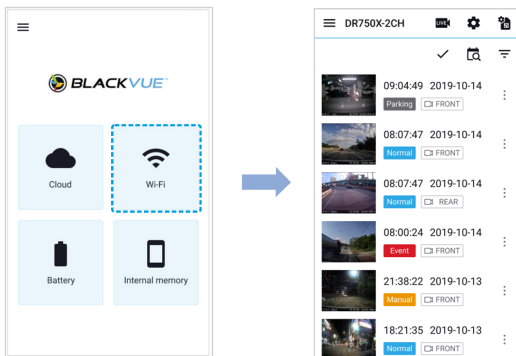 BLACKVUE
Cloud
Wi-Fi
Battery
Internal memory
DR750X-2CH
LIVE
09:04:49 2019-10-14
Parking FRONT
08:07:47 2019-10-14
Normal FRONT
08:07:47 2019-10-14
Normal REAR
08:00:24 2019-10-14
Event FRONT
21:38:22 2019-10-13
Manual FRONT
18:21:35 2019-10-13
Normal FRONT